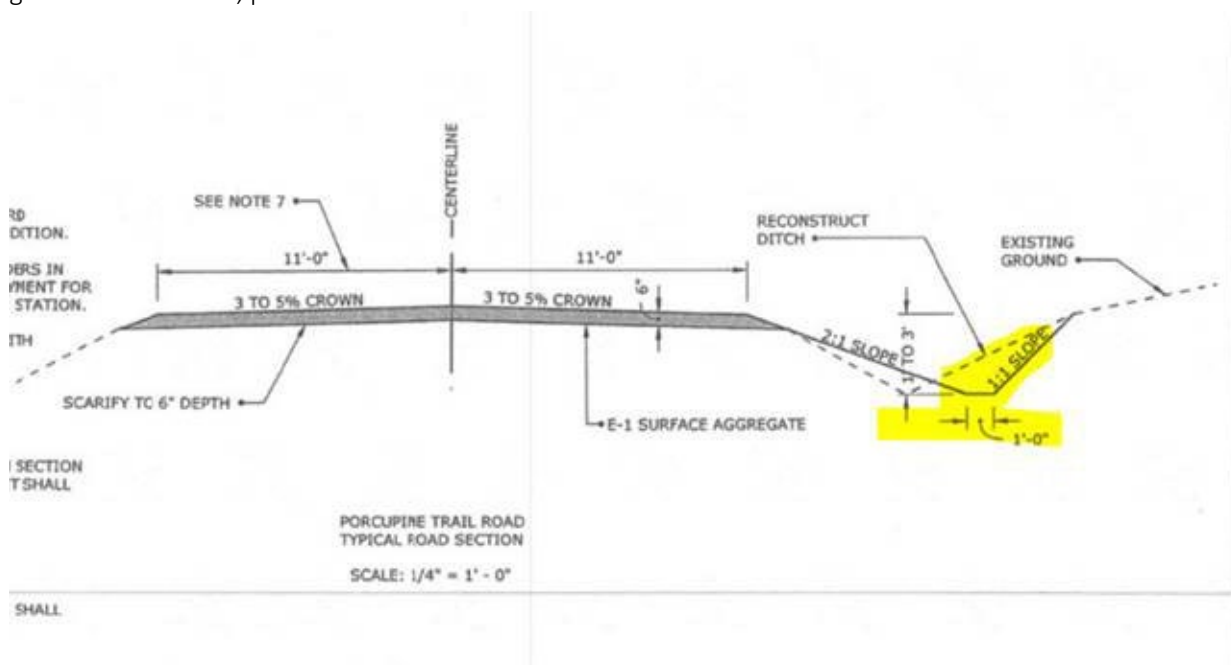 CENTERLINE
SEE NOTE 7
DITION.
DERS IN
YMENT FOR
STATION.
ITH
11'-0"
11'-0"
RECONSTRUCT
DITCH
EXISTING
GROUND
3 TO 5% CROWN
3 TO 5% CROWN
6"
2:1 SLOPE
TO 3'
1:1 SLOPE
SCARIFY TO 6" DEPTH
E-1 SURFACE AGGREGATE
1'-0"
SECTION
T SHALL
PORCUPINE TRAIL ROAD
TYPICAL ROAD SECTION
SCALE: 1/4" = 1' - 0"
SHALL